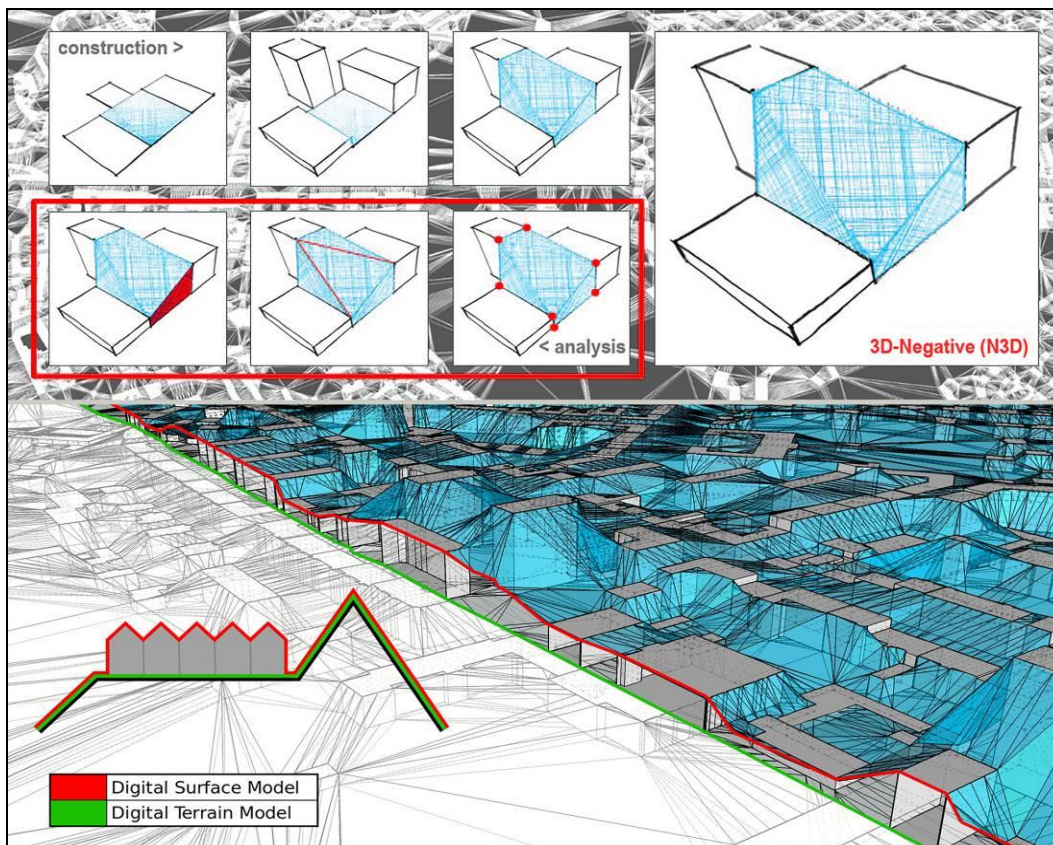 construction >
< analysis
3D-Negative (N3D)
Digital Surface Model
Digital Terrain Model